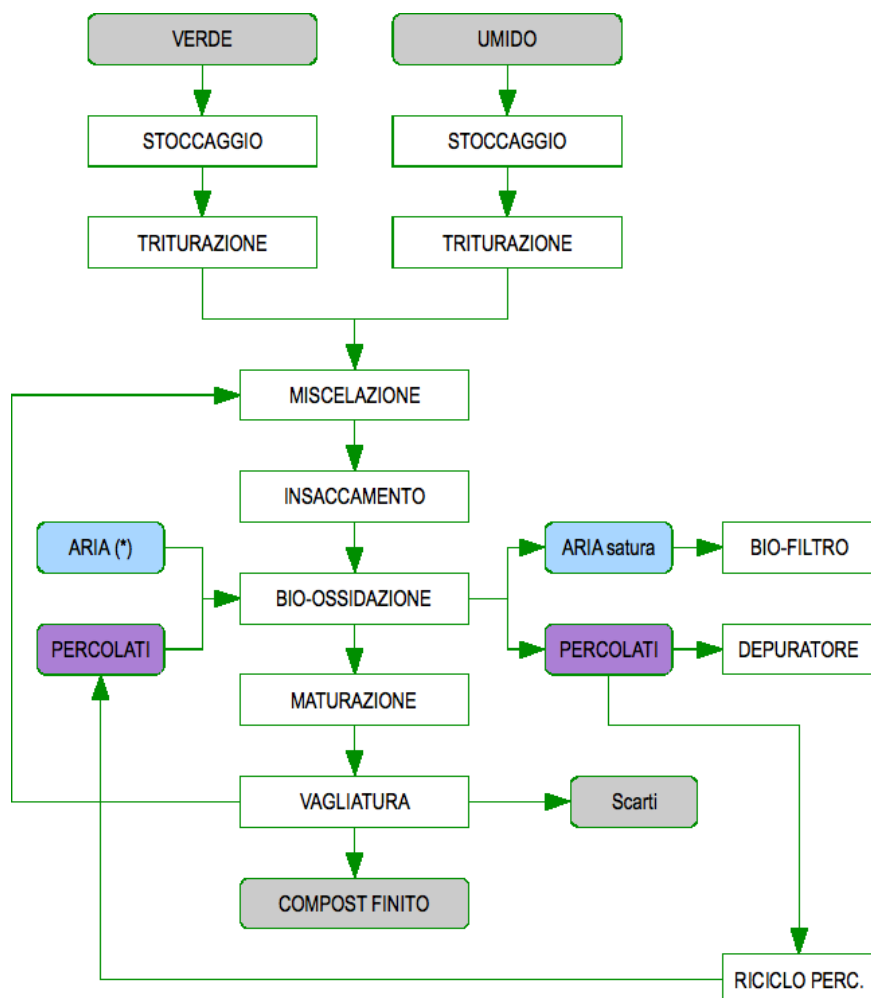 VERDE
UMIDO
STOCCAGGIO
STOCCAGGIO
TRITURAZIONE
TRITURAZIONE
MISCELAZIONE
INSACCAMENTO
ARIA (*)
ARIA satura
BIO-FILTRO
BIO-OSSIDAZIONE
PERCOLATI
PERCOLATI
DEPURATORE
MATURAZIONE
VAGLIATURA
Scarti
COMPOST FINITO
RICICLO PERC.